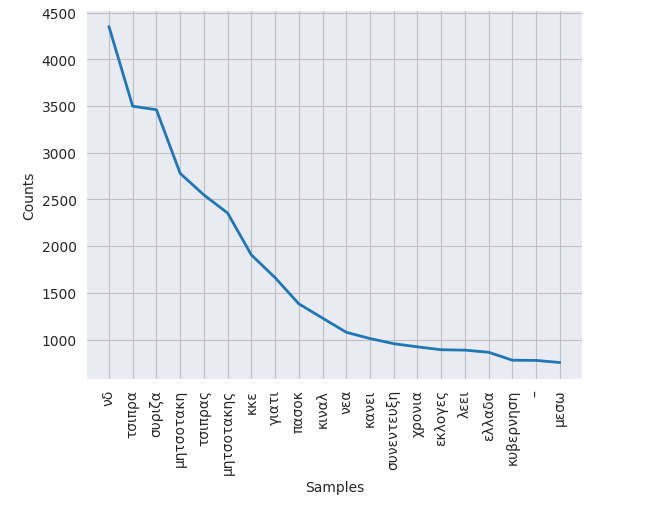 4500
4000
3500
3000
2500
2000
1500
1000
Counts
νδ
τσιπρα
συριζα
μητσοτακη
τσιπρας
μητσοτακης
κκε
γιατι
πασοκ
κιναλ
νεα
κανει
συνεντευξη
χρονια
εκλογες
λεει
ελλαδα
κυβερνηση
–
μεσω
Samples